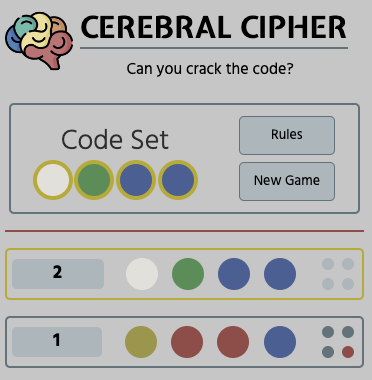 CEREBRAL CIPHER
Can you crack the code?
Code Set
Rules
New Game
2
1